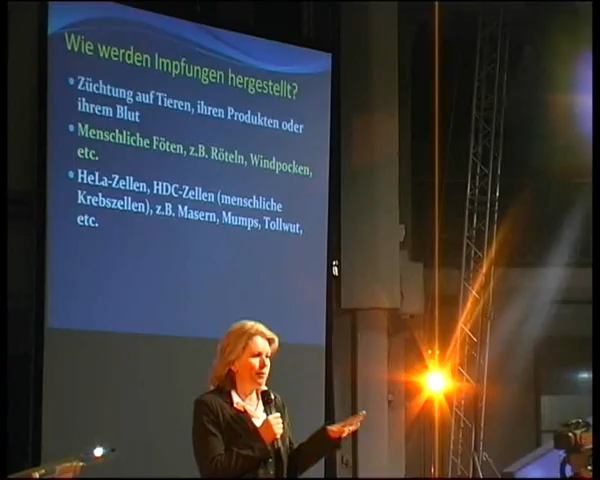 Wie werden Impfungen hergestellt?
Züchtung auf Tieren, ihren Produkten oder
ihrem Blut
Menschliche Föten, z.B. Röteln, Windpocken,
etc.
HeLa-Zellen, HDC-Zellen (menschliche
Krebszellen), z.B. Masern, Mumps, Tollwut,
etc.